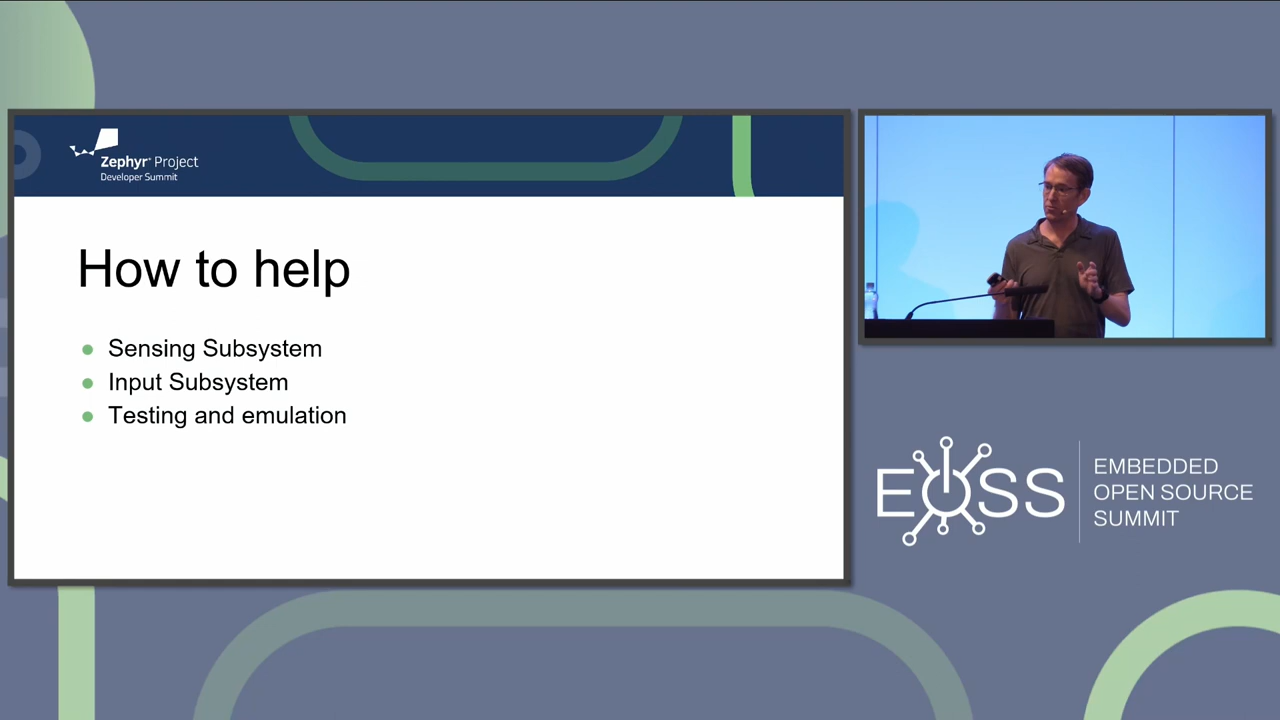 Zephyr® Project
Developer Summit
How to help
Sensing Subsystem
Input Subsystem
Testing and emulation
EOSS
EMBEDDED
OPEN SOURCE
SUMMIT